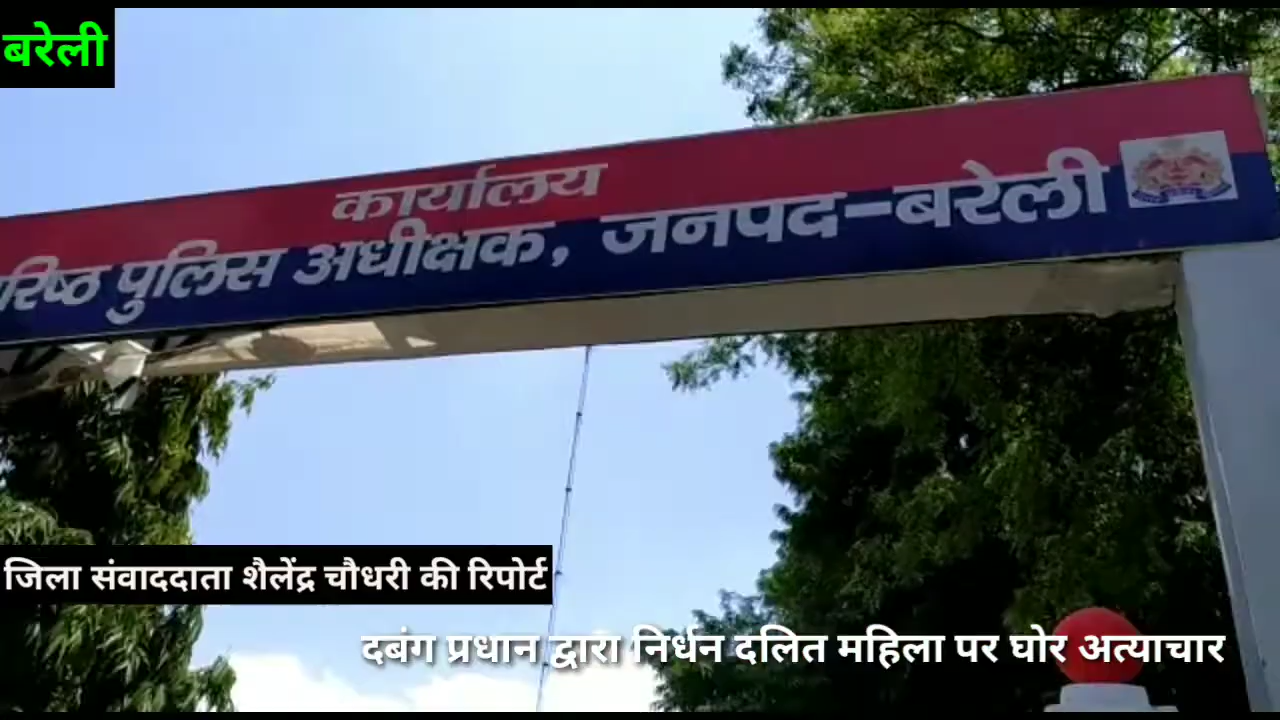 बरेली
कार्यालय
रिष्ठ पुलिस अधीक्षक, जनपद-बरेली
जिला संवाददाता शैलेंद्र चौधरी की रिपोर्ट
दबंग प्रधान द्वारा निर्धन दलित महिला पर घोर अत्याचार